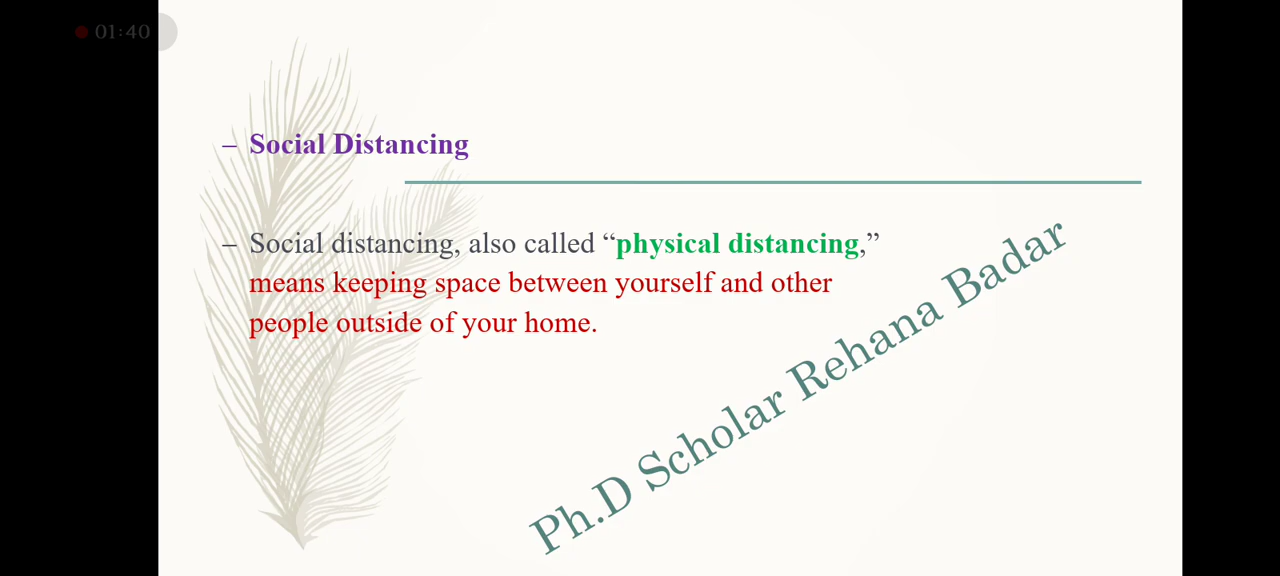 01:40
– Social Distancing
– Social distancing, also called “physical distancing,”
means keeping space between yourself and other
people outside of your home.
Ph.D Scholar Rehana Badar